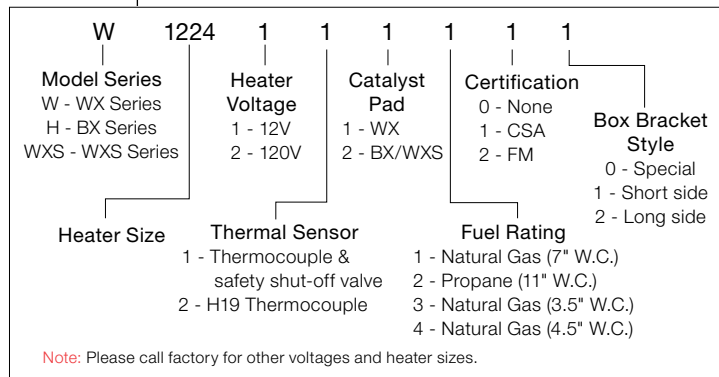 W 1224 1 1 1 1 1 1
Model Series
W - WX Series
H - BX Series
WXS - WXS Series
Heater
Voltage
1 - 12V
2 - 120V
Catalyst
Pad
1 - WX
2 - BX/WXS
Certification
0 - None
1 - CSA
2 - FM
Box Bracket
Style
0 - Special
1 - Short side
2 - Long side
Heater Size
Thermal Sensor
1 - Thermocouple &
safety shut-off valve
2 - H19 Thermocouple
Fuel Rating
1 - Natural Gas (7" W.C.)
2 - Propane (11" W.C.)
3 - Natural Gas (3.5" W.C.)
4 - Natural Gas (4.5" W.C.)
Note: Please call factory for other voltages and heater sizes.